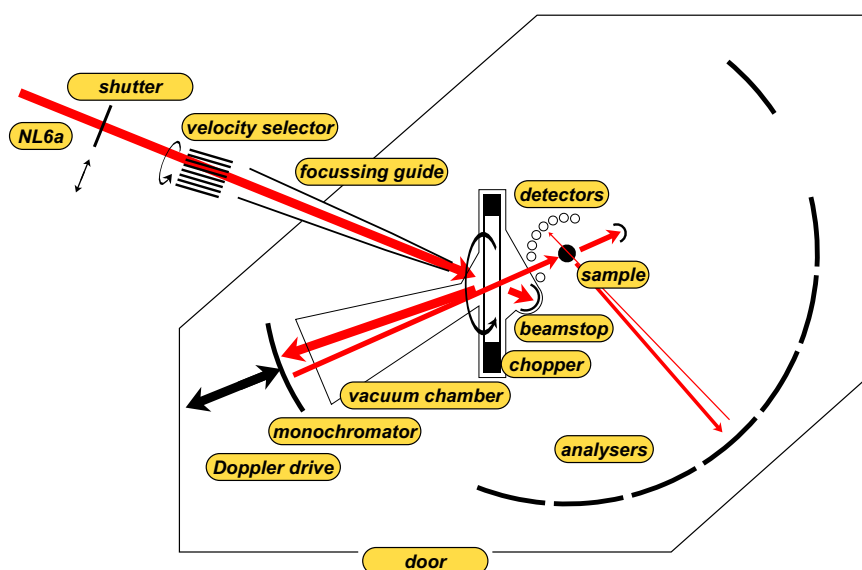 shutter
NL6a
velocity selector
focussing guide
detectors
sample
beamstop
chopper
vacuum chamber
monochromator
Doppler drive
analysers
door